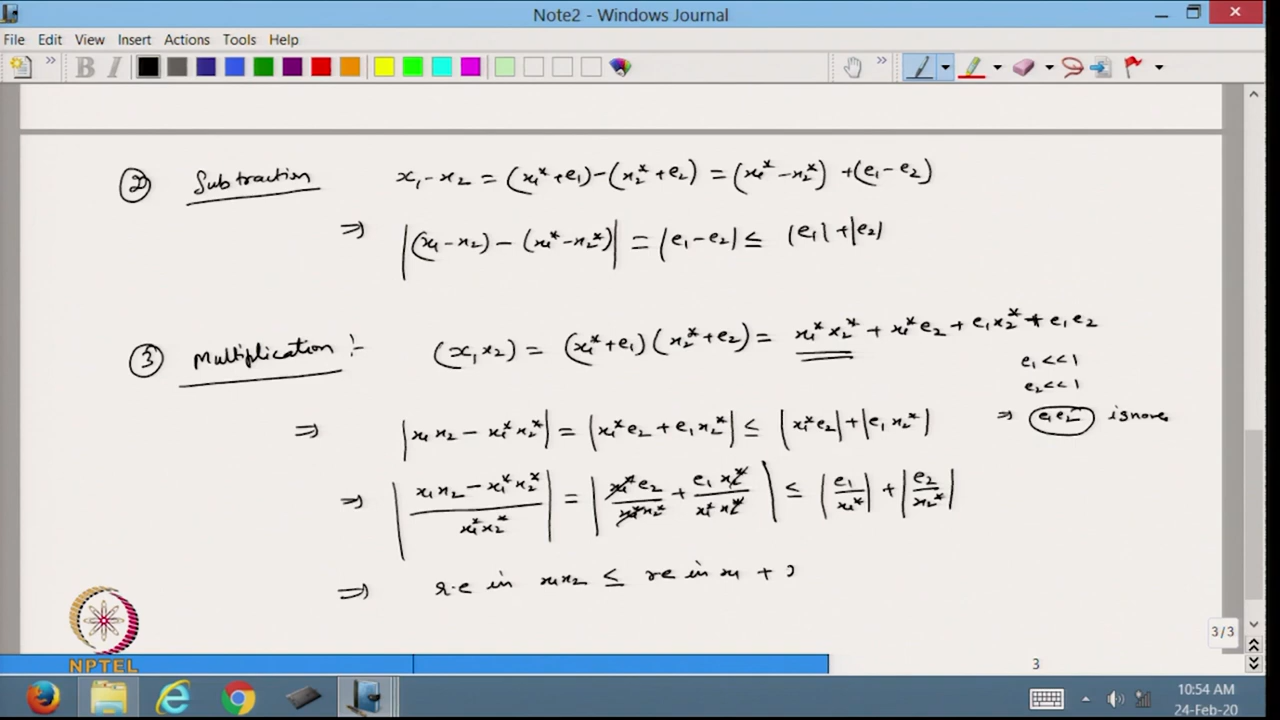 Note2 - Windows Journal
File Edit View Insert Actions Tools Help
B I
② Subtraction x₁-x₂ = (x₁*+e₁)-(x₂*+e₂) = (x₁*-x₂*) +(e₁-e₂)
⇒ |(x₁-x₂) - (x₁*-x₂*)| = |e₁-e₂| ≤ |e₁|+|e₂|
③ Multiplication :- (x₁x₂) = (x₁*+e₁)(x₂*+e₂) = x₁*x₂* + x₁*e₂ + e₁x₂* + e₁e₂
e₁<<1
e₂<<1
⇒ |x₁x₂ - x₁*x₂*| = |x₁*e₂ + e₁x₂*| ≤ |x₁*e₂|+|e₁x₂*| ⇒ e₁e₂ ignore
⇒ |(x₁x₂ - x₁*x₂*)/(x₁*x₂*)| = |(x₁*e₂)/(x₁*x₂*) + (e₁x₂*)/(x₁*x₂*)| ≤ |e₁/x₁*| + |e₂/x₂*|
⇒ r.e in x₁x₂ ≤ re in x₁ +
3/3
NPTEL
3
10:54 AM
24-Feb-20